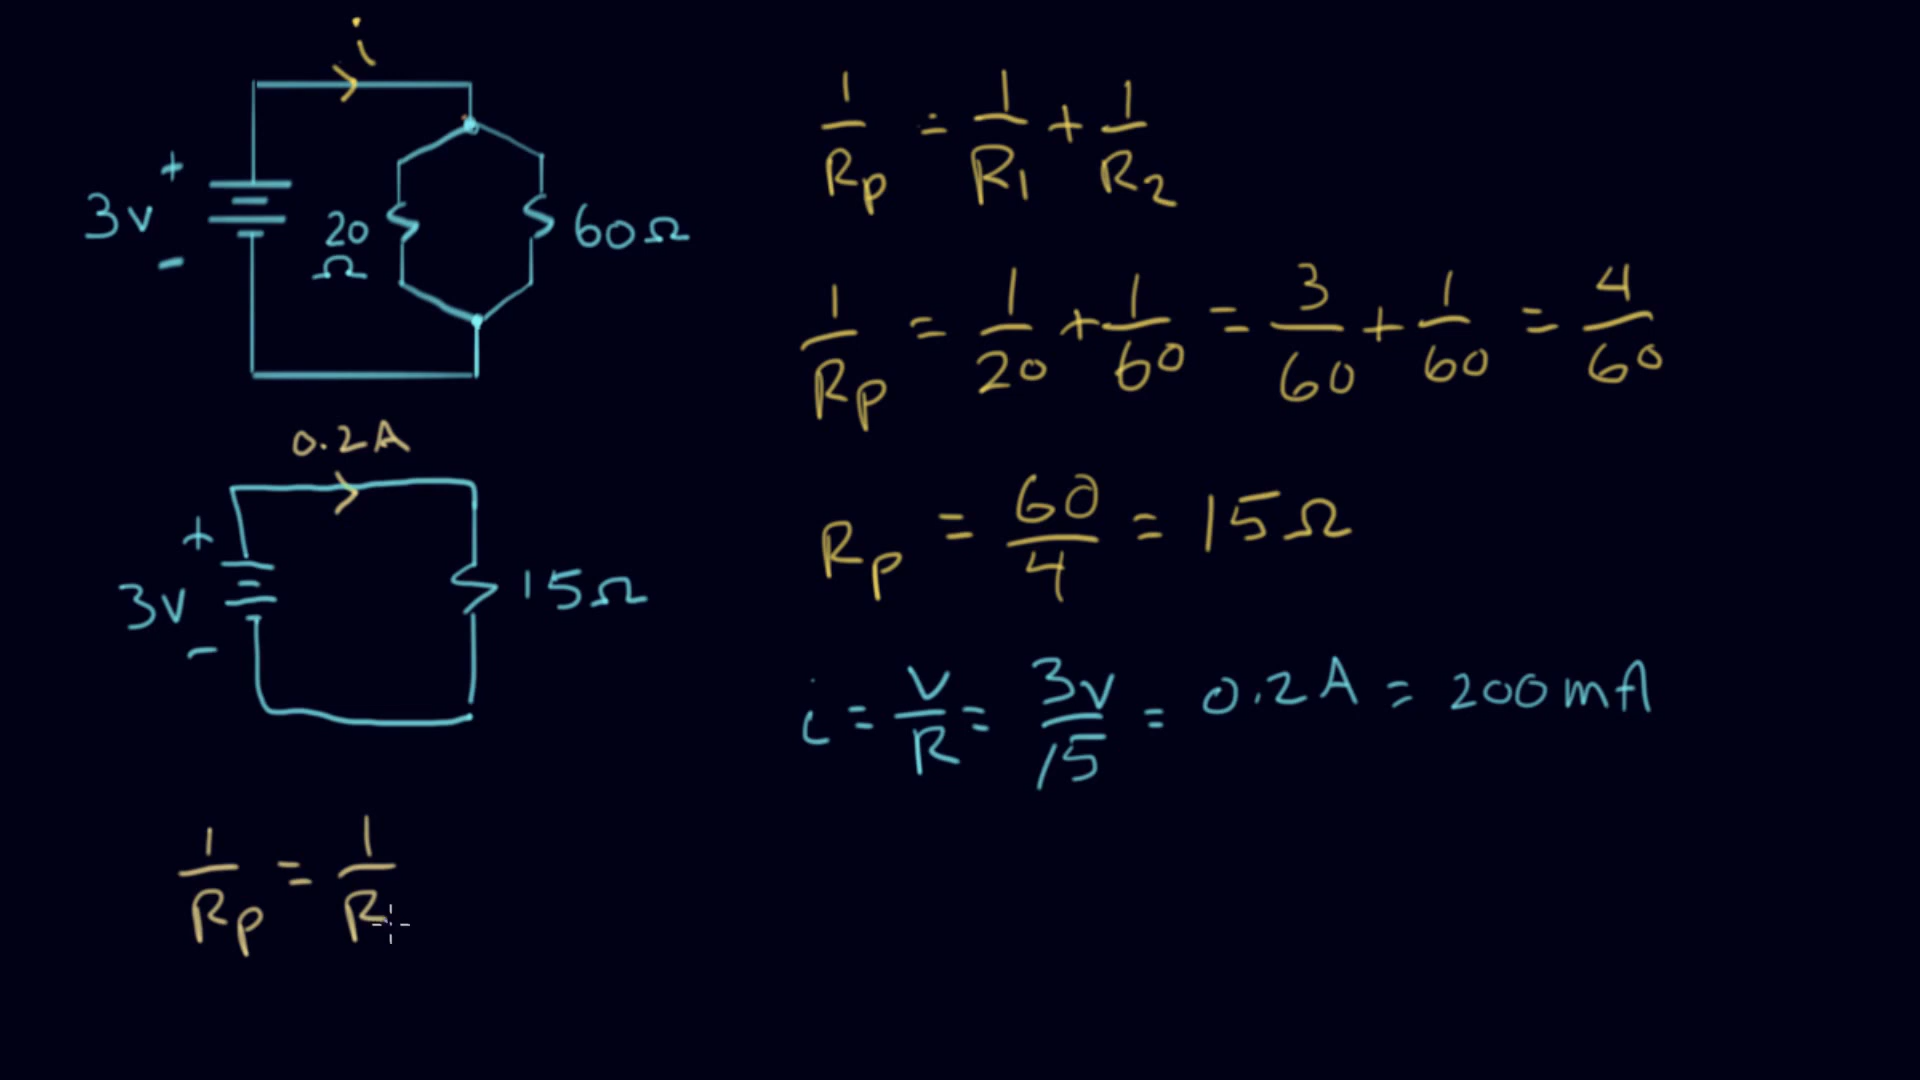 i
+
3v
-
20
Ω
60Ω
0.2A
+
3v
-
15Ω
1/Rp = 1/R
1/Rp = 1/R1 + 1/R2
1/Rp = 1/20 + 1/60 = 3/60 + 1/60 = 4/60
Rp = 60/4 = 15Ω
i = v/R = 3v/15 = 0.2A = 200mA